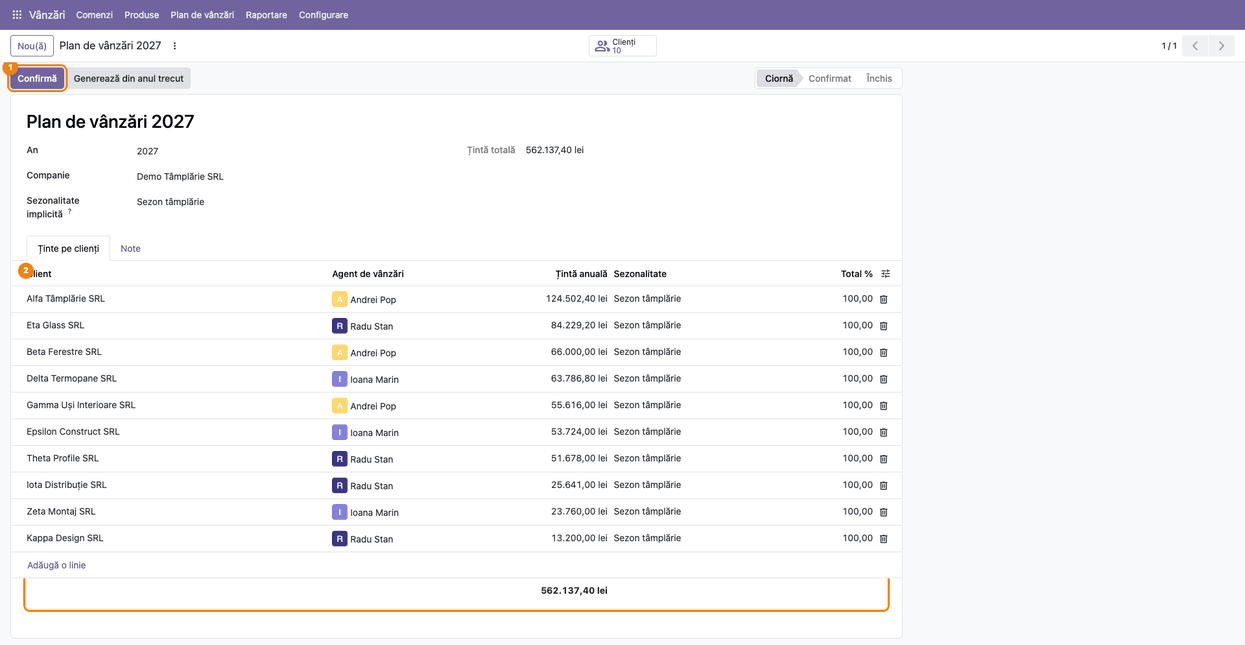 Vânzări Comenzi Produse Plan de vânzări Raportare Configurare
Nou(ă) Plan de vânzări 2027 Clienți 10 1 / 1
1
Confirmă Generează din anul trecut Ciornă Confirmat Închis
Plan de vânzări 2027
An 2027 Țintă totală 562.137,40 lei
Companie Demo Tâmplărie SRL
Sezonalitate implicită ? Sezon tâmplărie
Ținte pe clienți Note
2
lient Agent de vânzări Țintă anuală Sezonalitate Total %
Alfa Tâmplărie SRL A Andrei Pop 124.502,40 lei Sezon tâmplărie 100,00
Eta Glass SRL R Radu Stan 84.229,20 lei Sezon tâmplărie 100,00
Beta Ferestre SRL A Andrei Pop 66.000,00 lei Sezon tâmplărie 100,00
Delta Termopane SRL I Ioana Marin 63.786,80 lei Sezon tâmplărie 100,00
Gamma Uși Interioare SRL A Andrei Pop 55.616,00 lei Sezon tâmplărie 100,00
Epsilon Construct SRL I Ioana Marin 53.724,00 lei Sezon tâmplărie 100,00
Theta Profile SRL R Radu Stan 51.678,00 lei Sezon tâmplărie 100,00
Iota Distribuție SRL R Radu Stan 25.641,00 lei Sezon tâmplărie 100,00
Zeta Montaj SRL I Ioana Marin 23.760,00 lei Sezon tâmplărie 100,00
Kappa Design SRL R Radu Stan 13.200,00 lei Sezon tâmplărie 100,00
Adăugă o linie
562.137,40 lei